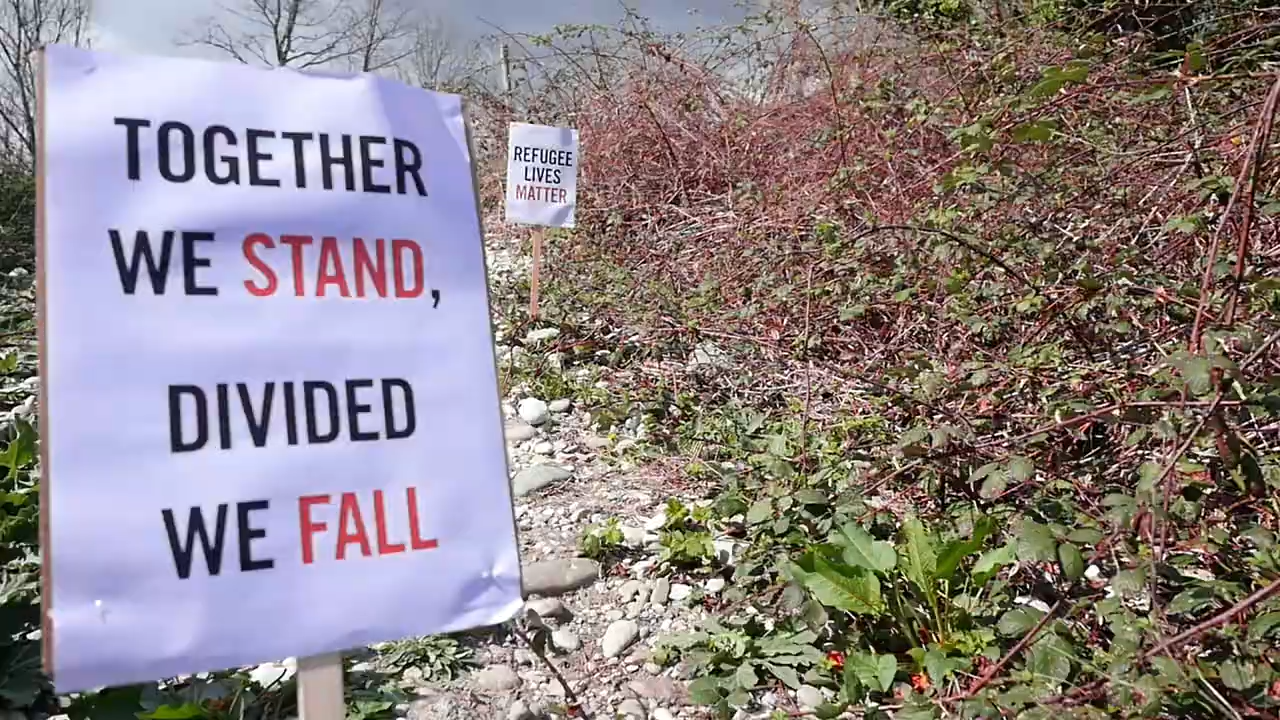 TOGETHER
WE STAND,
DIVIDED
WE FALL
REFUGEE
LIVES
MATTER